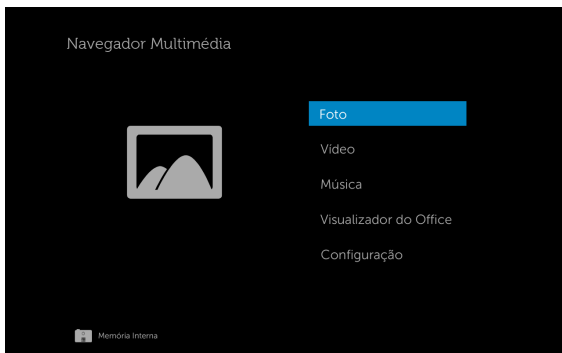 Navegador Multimédia
Foto
Vídeo
Música
Visualizador do Office
Configuração
Memória Interna